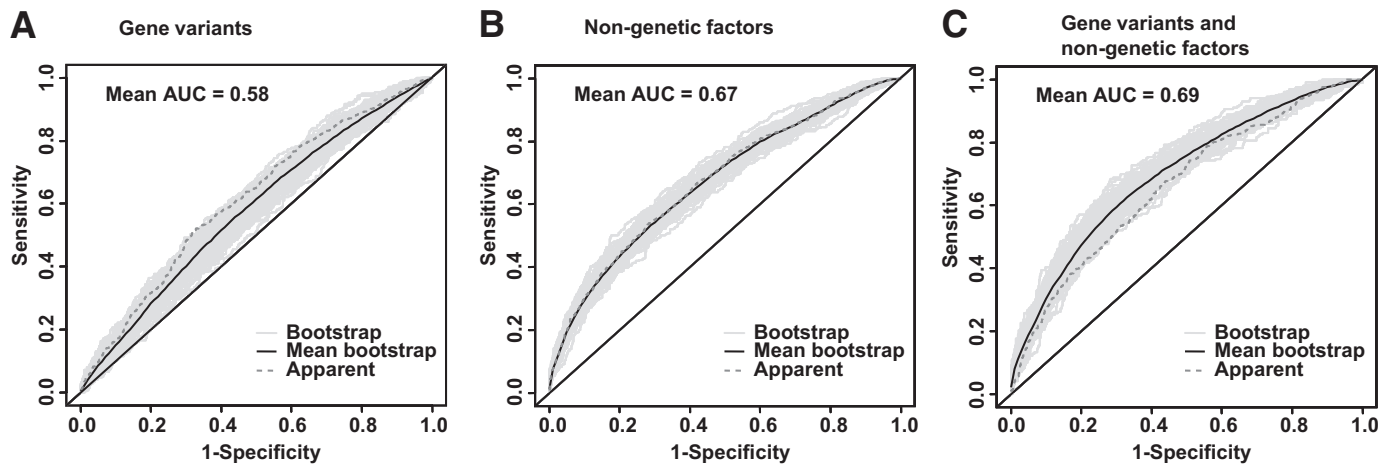 A
Gene variants
Mean AUC = 0.58
Sensitivity
0.0 0.2 0.4 0.6 0.8 1.0
Bootstrap
Mean bootstrap
Apparent
0.0 0.2 0.4 0.6 0.8 1.0
1-Specificity
B
Non-genetic factors
Mean AUC = 0.67
Sensitivity
0.0 0.2 0.4 0.6 0.8 1.0
Bootstrap
Mean bootstrap
Apparent
0.0 0.2 0.4 0.6 0.8 1.0
1-Specificity
C
Gene variants and
non-genetic factors
Mean AUC = 0.69
Sensitivity
0.0 0.2 0.4 0.6 0.8 1.0
Bootstrap
Mean bootstrap
Apparent
0.0 0.2 0.4 0.6 0.8 1.0
1-Specificity